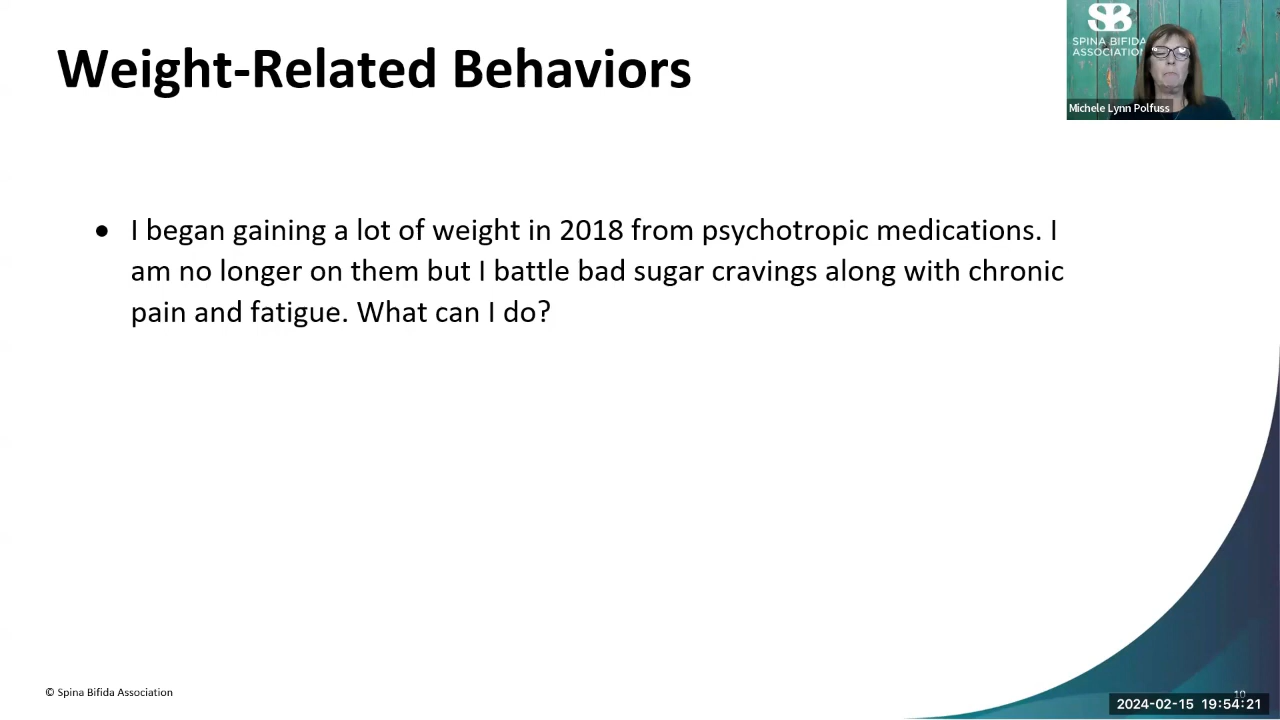 Weight-Related Behaviors
SB
SPINA BIFIDA
ASSOCIATION
Michele Lynn Polfuss
● I began gaining a lot of weight in 2018 from psychotropic medications. I
am no longer on them but I battle bad sugar cravings along with chronic
pain and fatigue. What can I do?
© Spina Bifida Association
10
2024-02-15 19:54:21